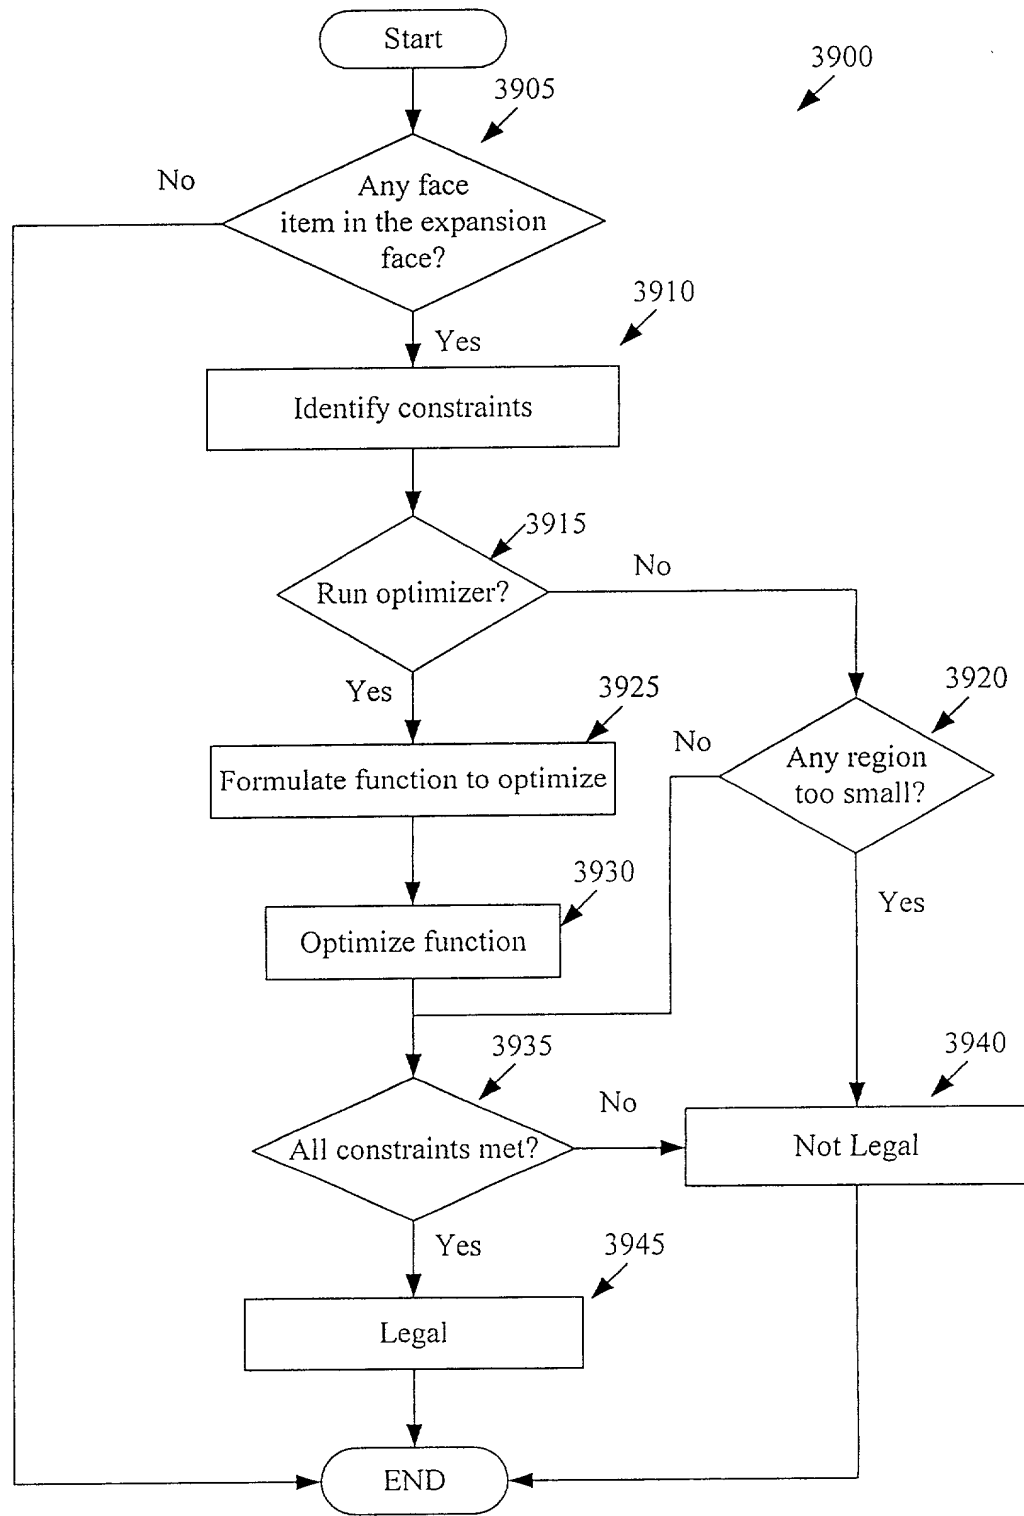 Start
3900
3905
No
Any face
item in the expansion
face?
3910
Yes
Identify constraints
3915
No
Run optimizer?
Yes
3925
3920
No
Any region
too small?
Formulate function to optimize
3930
Yes
Optimize function
3935
3940
No
All constraints met?
Not Legal
Yes
3945
Legal
END